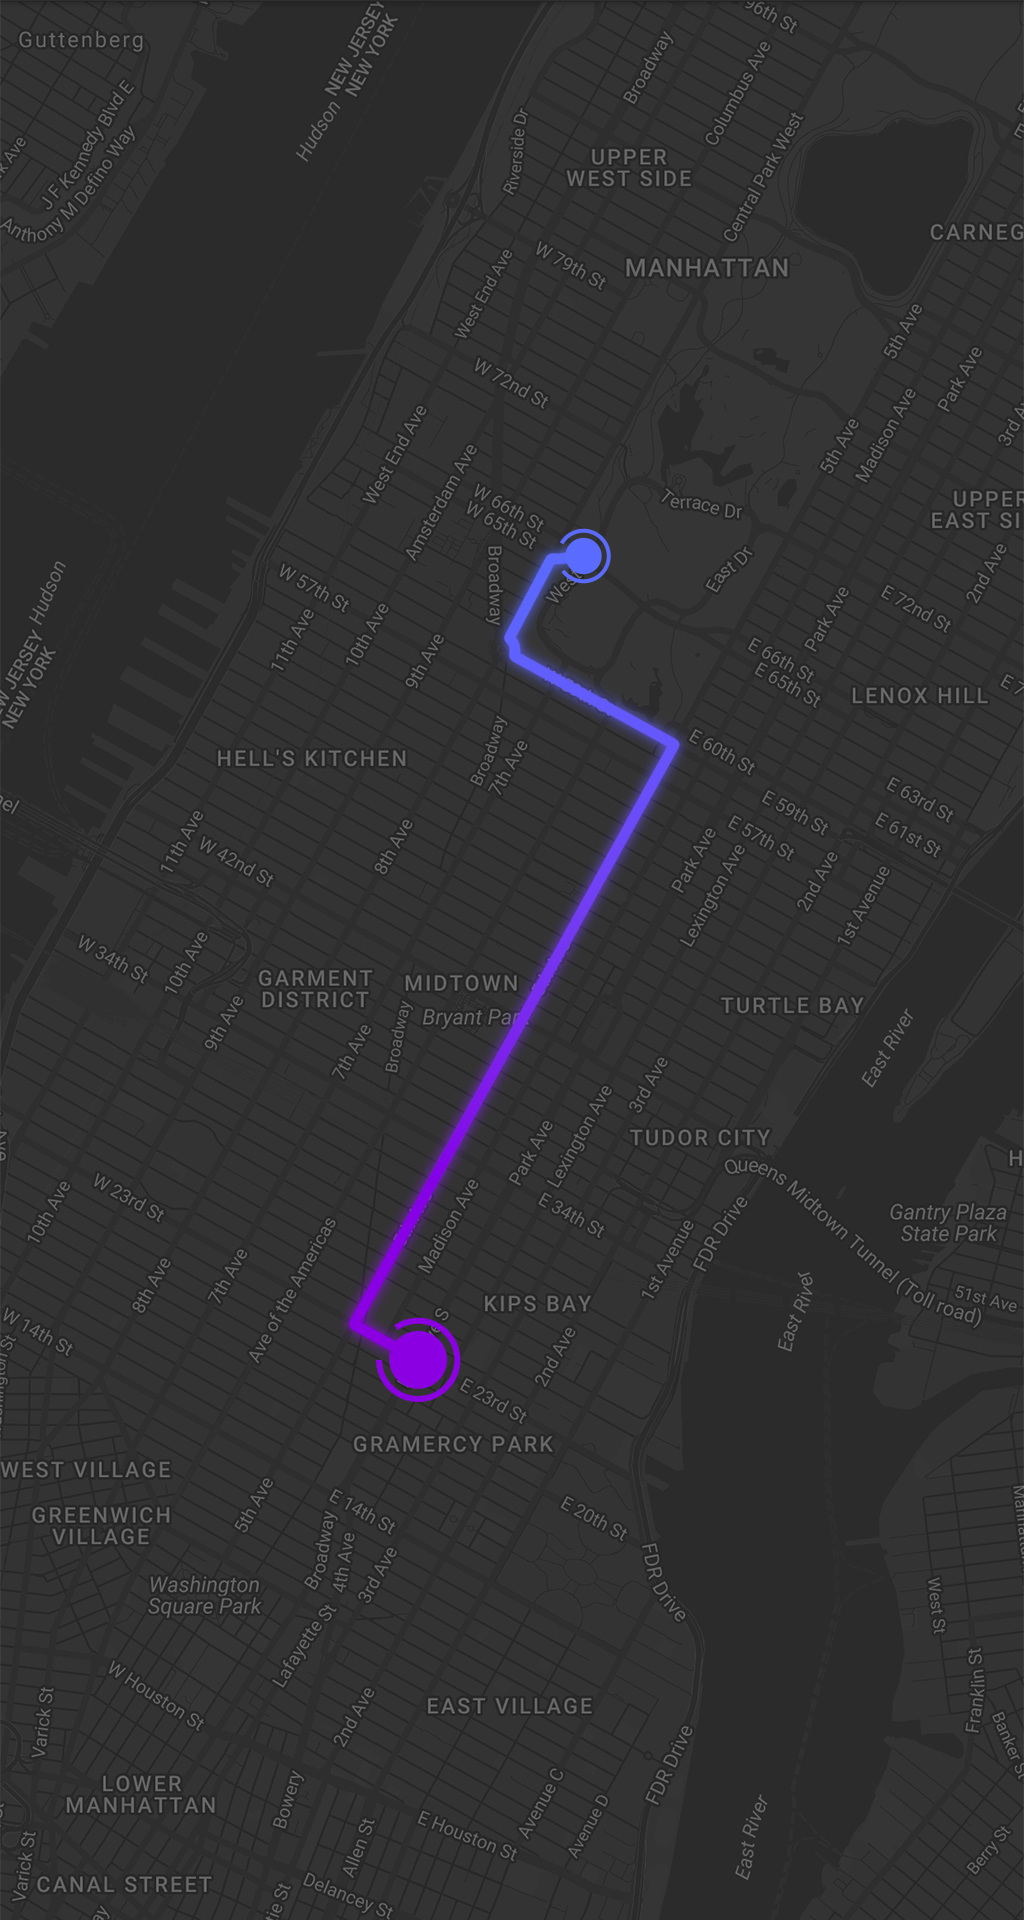 96th St
Guttenberg
NEW JERSEY
NEW YORK
Hudson
Broadway
Columbus Ave
J F Kennedy Blvd E
Anthony M Defino Way
Riverside Dr
Central Park West
UPPER
WEST SIDE
CARNEG
MANHATTAN
W 79th St
West End Ave
5th Ave
Park Ave
W 72nd St
Madison Ave
3rd A
5th Ave
West End Ave
Amsterdam Ave
W 66th St
W 65th St
Terrace Dr
UPPER
EAST SI
Broadway
West
East Dr
2nd Ave
W 57th St
E 72nd St
Hudson
NEW YORK
11th Ave
10th Ave
9th Ave
Park Ave
E 66th St
E 65th St
LENOX HILL
E 7
Broadway
7th Ave
E 60th St
HELL'S KITCHEN
E 63rd St
E 61st St
E 59th St
E 57th St
11th Ave
W 42nd St
8th Ave
Park Ave
Lexington Ave
2nd Ave
1st Avenue
W 34th St
10th Ave
GARMENT
DISTRICT
MIDTOWN
Bryant Park
TURTLE BAY
9th Ave
7th Ave
Broadway
East River
3rd Ave
Lexington Ave
Park Ave
TUDOR CITY
H
Queens Midtown Tunnel (Toll road)
W 23rd St
10th Ave
Madison Ave
E 34th St
FDR Drive
1st Avenue
Gantry Plaza
State Park
8th Ave
7th Ave
Ave of the Americas
51st Ave
East River
KIPS BAY
W 14th St
2nd Ave
E 23rd St
GRAMERCY PARK
WEST VILLAGE
GREENWICH
VILLAGE
5th Ave
E 14th St
E 20th St
Broadway
4th Ave
3rd Ave
FDR Drive
Washington
Square Park
West St
Lafayette St
W Houston St
Franklin St
Varick St
2nd Ave
EAST VILLAGE
Banker St
FDR Drive
LOWER
MANHATTAN
Bowery
Avenue C
Avenue D
E Houston St
Allen St
East River
Berry St
Varick St
CANAL STREET
Delancey St